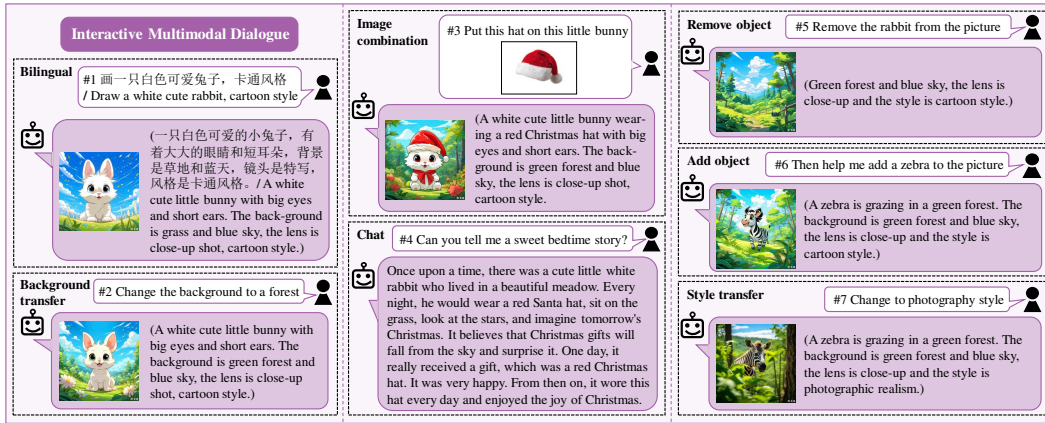 Interactive Multimodal Dialogue
Bilingual
#1 画一只白色可爱兔子，卡通风格
/ Draw a white cute rabbit, cartoon style
(一只白色可爱的小兔子，有
着大大的眼睛和短耳朵，背景
是草地和蓝天，镜头是特写，
风格是卡通风格。/ A white
cute little bunny with big eyes
and short ears. The back-ground
is grass and blue sky, the lens is
close-up shot, cartoon style.)
Background
transfer
#2 Change the background to a forest
(A white cute little bunny with
big eyes and short ears. The
background is green forest and
blue sky, the lens is close-up
shot, cartoon style.)
Image
combination
#3 Put this hat on this little bunny
(A white cute little bunny wear-
ing a red Christmas hat with big
eyes and short ears. The back-
ground is green forest and blue
sky, the lens is close-up shot,
cartoon style.
Chat
#4 Can you tell me a sweet bedtime story?
Once upon a time, there was a cute little white
rabbit who lived in a beautiful meadow. Every
night, he would wear a red Santa hat, sit on the
grass, look at the stars, and imagine tomorrow's
Christmas. It believes that Christmas gifts will
fall from the sky and surprise it. One day, it
really received a gift, which was a red Christmas
hat. It was very happy. From then on, it wore this
hat every day and enjoyed the joy of Christmas.
Remove object
#5 Remove the rabbit from the picture
(Green forest and blue sky, the lens is
close-up and the style is cartoon style.)
Add object
#6 Then help me add a zebra to the picture
(A zebra is grazing in a green forest. The
background is green forest and blue sky,
the lens is close-up and the style is
cartoon style.)
Style transfer
#7 Change to photography style
(A zebra is grazing in a green forest. The
background is green forest and blue sky,
the lens is close-up and the style is
photographic realism.)